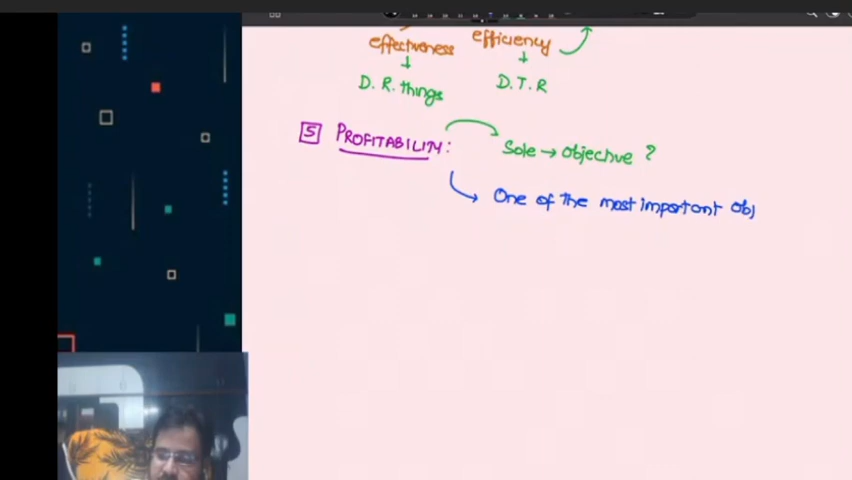 effectiveness efficiency
D. R. things D. T. R
5 PROFITABILITY: Sole → objective ?
One of the most important obj